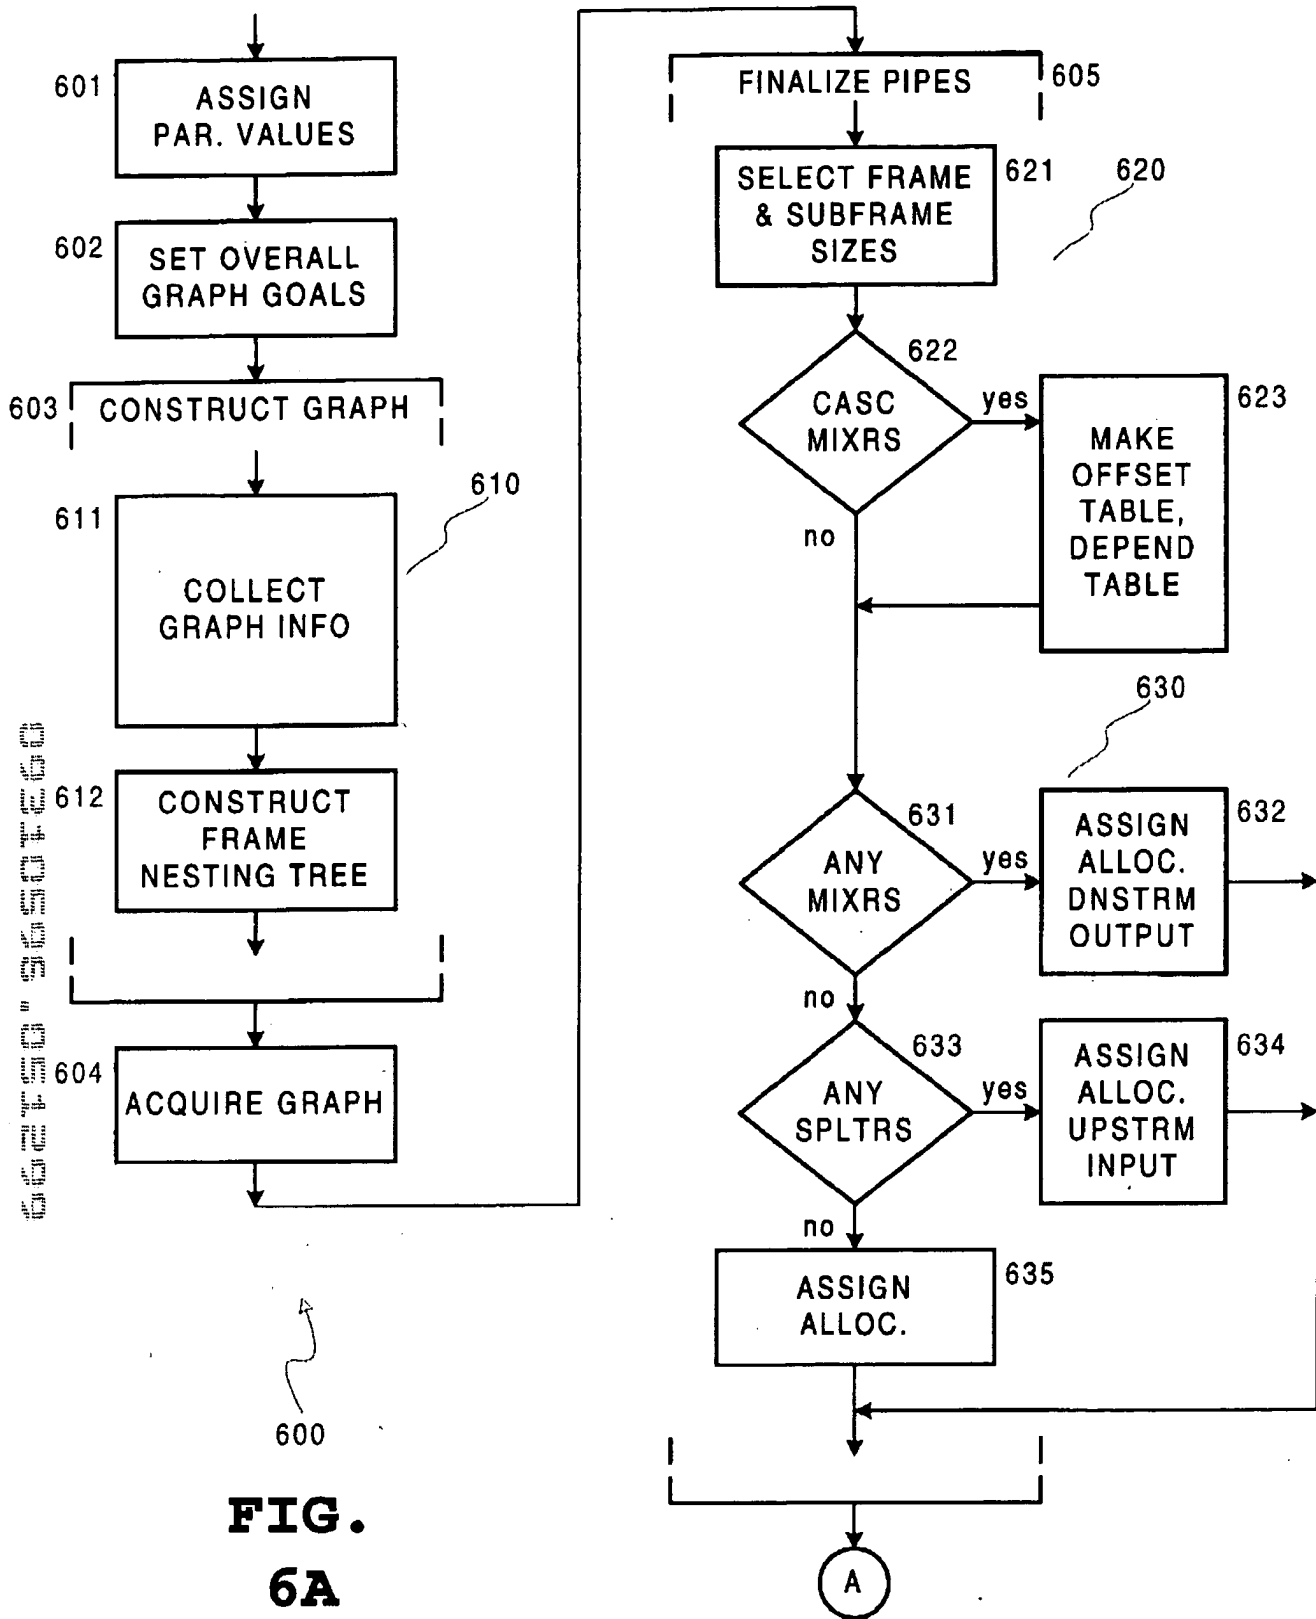 601
ASSIGN
PAR. VALUES
602
SET OVERALL
GRAPH GOALS
603
CONSTRUCT GRAPH
610
611
COLLECT
GRAPH INFO
612
CONSTRUCT
FRAME
NESTING TREE
604
ACQUIRE GRAPH
600
FIG.
6A
FINALIZE PIPES
605
SELECT FRAME
& SUBFRAME
SIZES
621
620
622
CASC
MIXRS
yes
no
623
MAKE
OFFSET
TABLE,
DEPEND
TABLE
630
631
ANY
MIXRS
yes
no
632
ASSIGN
ALLOC.
DNSTRM
OUTPUT
633
ANY
SPLTRS
yes
no
634
ASSIGN
ALLOC.
UPSTRM
INPUT
635
ASSIGN
ALLOC.
A